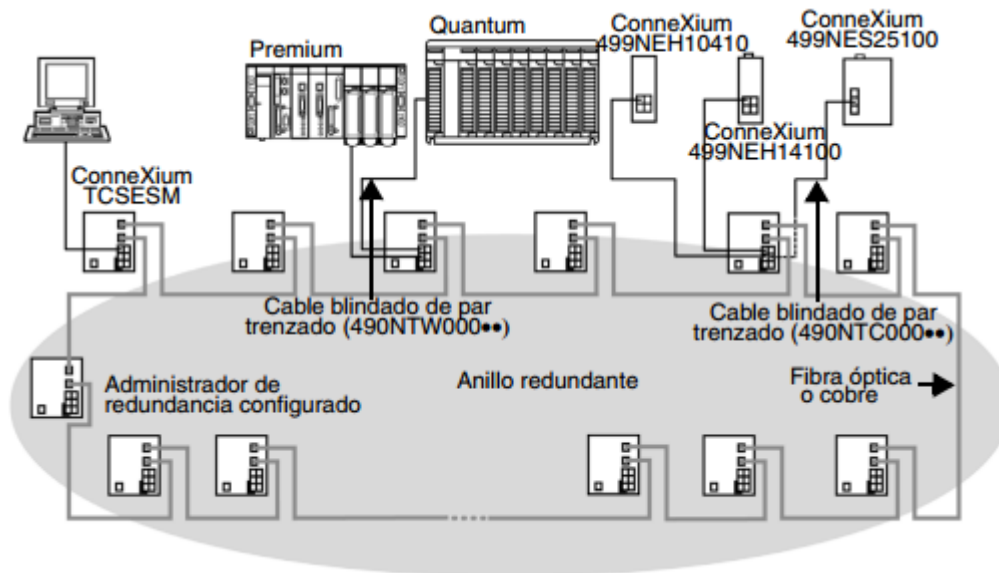 Premium
Quantum
ConneXium
499NEH10410
ConneXium
499NES25100
ConneXium
499NEH14100
ConneXium
TCSESM
Cable blindado de par
trenzado (490NTW000••)
Cable blindado de par
trenzado (490NTC000••)
Administrador de
redundancia configurado
Anillo redundante
Fibra óptica
o cobre